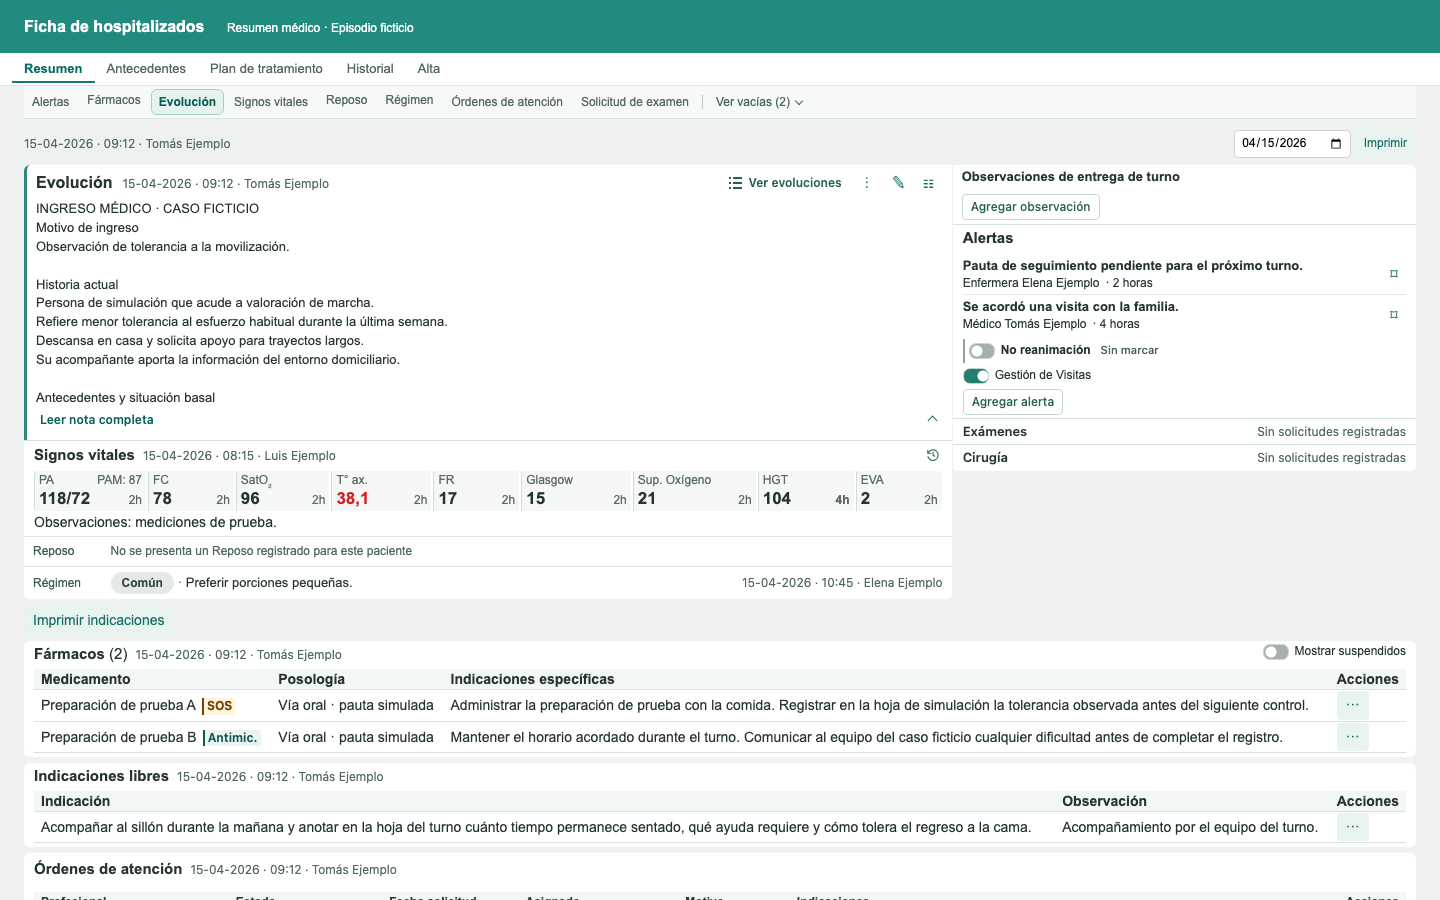 Ficha de hospitalizados Resumen médico · Episodio ficticio
Resumen Antecedentes Plan de tratamiento Historial Alta
Alertas Fármacos Evolución Signos vitales Reposo Régimen Órdenes de atención Solicitud de examen Ver vacías (2)
15-04-2026 · 09:12 · Tomás Ejemplo 04/15/2026 Imprimir
Evolución 15-04-2026 · 09:12 · Tomás Ejemplo Ver evoluciones
INGRESO MÉDICO · CASO FICTICIO
Motivo de ingreso
Observación de tolerancia a la movilización.
Historia actual
Persona de simulación que acude a valoración de marcha.
Refiere menor tolerancia al esfuerzo habitual durante la última semana.
Descansa en casa y solicita apoyo para trayectos largos.
Su acompañante aporta la información del entorno domiciliario.
Antecedentes y situación basal
Leer nota completa
Observaciones de entrega de turno
Agregar observación
Alertas
Pauta de seguimiento pendiente para el próximo turno.
Enfermera Elena Ejemplo · 2 horas
Se acordó una visita con la familia.
Médico Tomás Ejemplo · 4 horas
No reanimación Sin marcar
Gestión de Visitas
Agregar alerta
Exámenes Sin solicitudes registradas
Cirugía Sin solicitudes registradas
Signos vitales 15-04-2026 · 08:15 · Luis Ejemplo
PA PAM: 87 FC SatO2 T° ax. FR Glasgow Sup. Oxígeno HGT EVA
118/72 2h 78 96 2h 38,1 2h 17 2h 15 2h 21 2h 104 4h 2 2h
Observaciones: mediciones de prueba.
Reposo No se presenta un Reposo registrado para este paciente
Régimen Común · Preferir porciones pequeñas. 15-04-2026 · 10:45 · Elena Ejemplo
Imprimir indicaciones
Fármacos (2) 15-04-2026 · 09:12 · Tomás Ejemplo Mostrar suspendidos
Medicamento Posología Indicaciones específicas Acciones
Preparación de prueba A SOS Vía oral · pauta simulada Administrar la preparación de prueba con la comida. Registrar en la hoja de simulación la tolerancia observada antes del siguiente control.
Preparación de prueba B Antimic. Vía oral · pauta simulada Mantener el horario acordado durante el turno. Comunicar al equipo del caso ficticio cualquier dificultad antes de completar el registro.
Indicaciones libres 15-04-2026 · 09:12 · Tomás Ejemplo
Indicación Observación Acciones
Acompañar al sillón durante la mañana y anotar en la hoja del turno cuánto tiempo permanece sentado, qué ayuda requiere y cómo tolera el regreso a la cama. Acompañamiento por el equipo del turno.
Órdenes de atención 15-04-2026 · 09:12 · Tomás Ejemplo
Profesional Estado Fecha solicitud Asignado Motivo Indicaciones Acciones